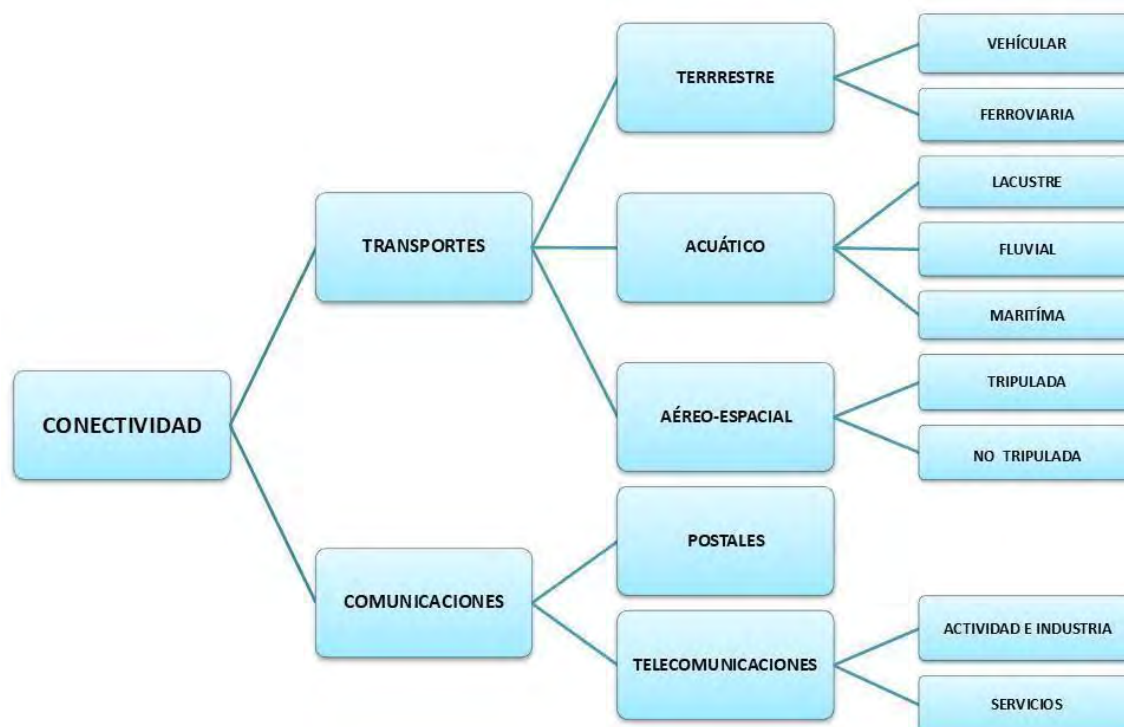 CONECTIVIDAD
TRANSPORTES
TERRRESTRE
VEHÍCULAR
FERROVIARIA
ACUÁTICO
LACUSTRE
FLUVIAL
MARITÍMA
AÉREO-ESPACIAL
TRIPULADA
NO TRIPULADA
COMUNICACIONES
POSTALES
TELECOMUNICACIONES
ACTIVIDAD E INDUSTRIA
SERVICIOS